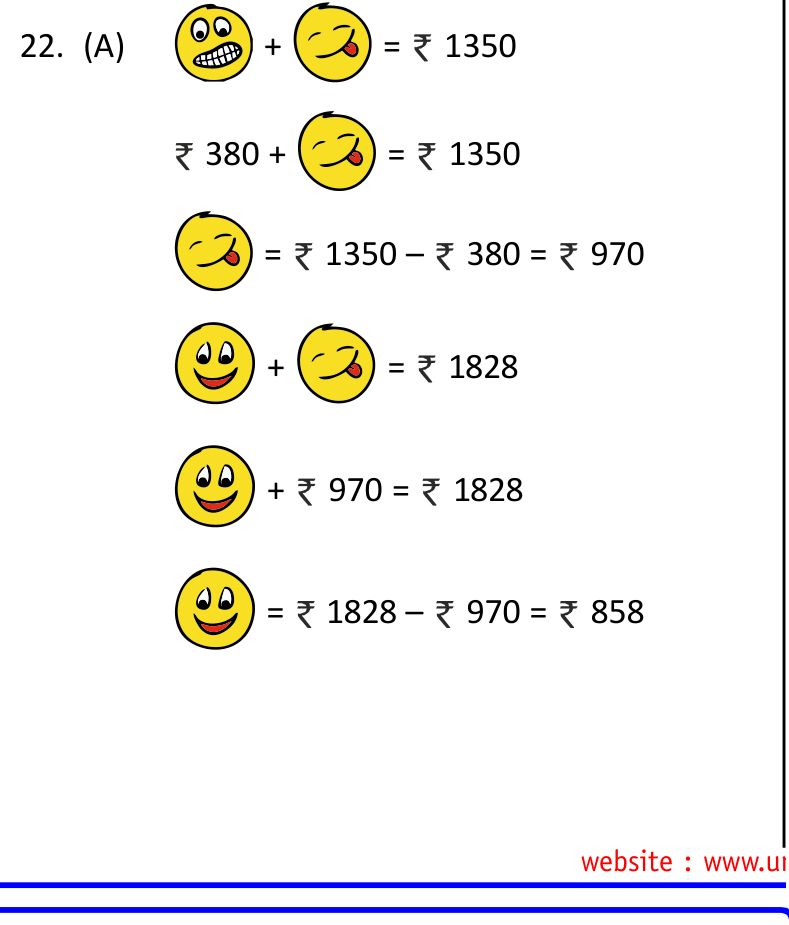 22. (A) + = ₹ 1350
₹ 380 + = ₹ 1350
= ₹ 1350 – ₹ 380 = ₹ 970
+ = ₹ 1828
+ ₹ 970 = ₹ 1828
= ₹ 1828 – ₹ 970 = ₹ 858
website : www.u